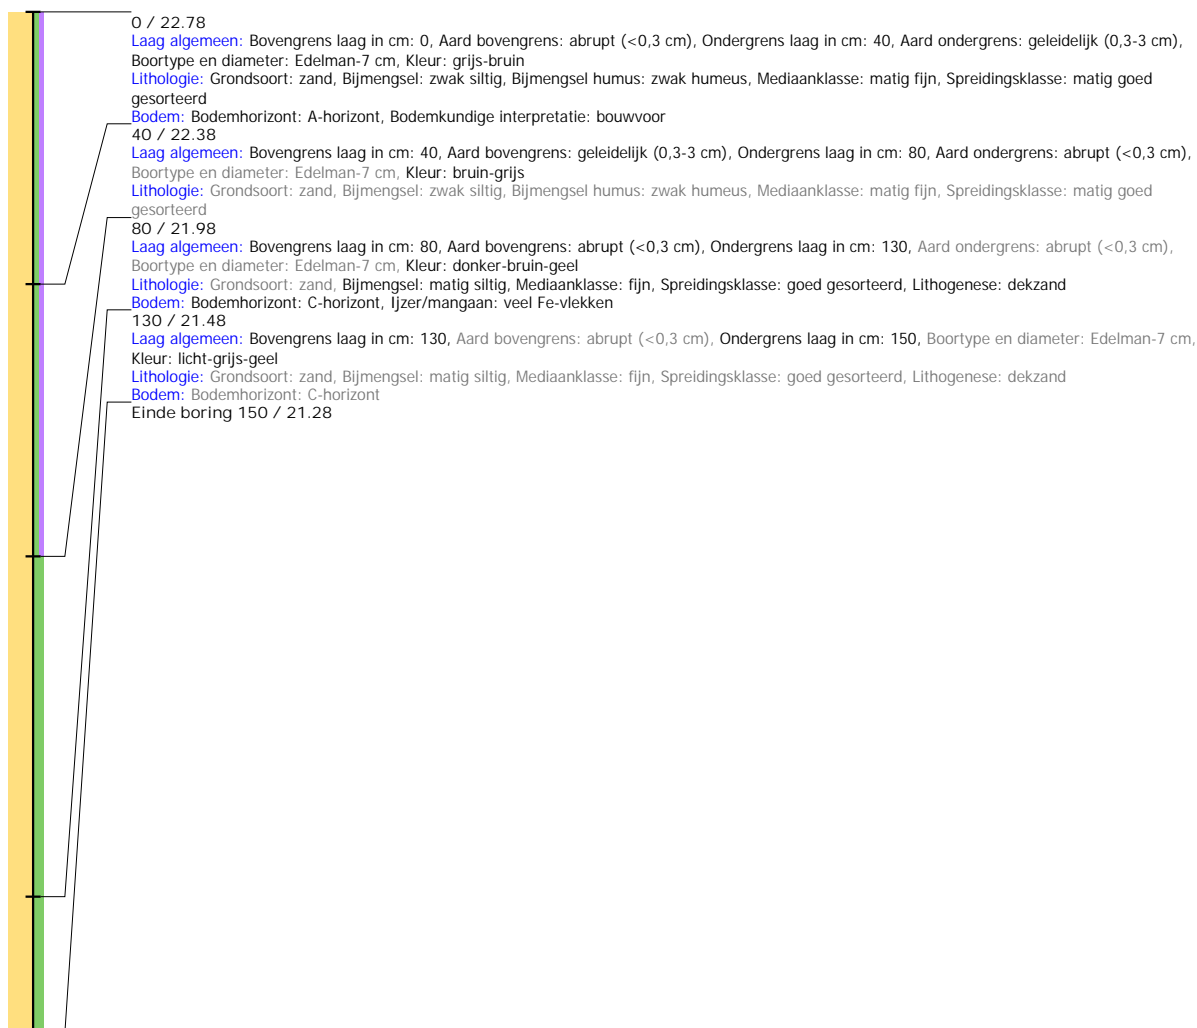 0 / 22.78
Laag algemeen: Bovengrens laag in cm: 0, Aard bovengrens: abrupt (<0,3 cm), Ondergrens laag in cm: 40, Aard ondergrens: geleidelijk (0,3-3 cm),
Boortype en diameter: Edelman-7 cm, Kleur: grijs-bruin
Lithologie: Grondsoort: zand, Bijmengsel: zwak siltig, Bijmengsel humus: zwak humeus, Mediaanklasse: matig fijn, Spreidingsklasse: matig goed
gesorteerd
Bodem: Bodemhorizont: A-horizont, Bodemkundige interpretatie: bouwvoor
40 / 22.38
Laag algemeen: Bovengrens laag in cm: 40, Aard bovengrens: geleidelijk (0,3-3 cm), Ondergrens laag in cm: 80, Aard ondergrens: abrupt (<0,3 cm),
Boortype en diameter: Edelman-7 cm, Kleur: bruin-grijs
Lithologie: Grondsoort: zand, Bijmengsel: zwak siltig, Bijmengsel humus: zwak humeus, Mediaanklasse: matig fijn, Spreidingsklasse: matig goed
gesorteerd
80 / 21.98
Laag algemeen: Bovengrens laag in cm: 80, Aard bovengrens: abrupt (<0,3 cm), Ondergrens laag in cm: 130, Aard ondergrens: abrupt (<0,3 cm),
Boortype en diameter: Edelman-7 cm, Kleur: donker-bruin-geel
Lithologie: Grondsoort: zand, Bijmengsel: matig siltig, Mediaanklasse: fijn, Spreidingsklasse: goed gesorteerd, Lithogenese: dekzand
Bodem: Bodemhorizont: C-horizont, Ijzer/mangaan: veel Fe-vlekken
130 / 21.48
Laag algemeen: Bovengrens laag in cm: 130, Aard bovengrens: abrupt (<0,3 cm), Ondergrens laag in cm: 150, Boortype en diameter: Edelman-7 cm,
Kleur: licht-grijs-geel
Lithologie: Grondsoort: zand, Bijmengsel: matig siltig, Mediaanklasse: fijn, Spreidingsklasse: goed gesorteerd, Lithogenese: dekzand
Bodem: Bodemhorizont: C-horizont
Einde boring 150 / 21.28